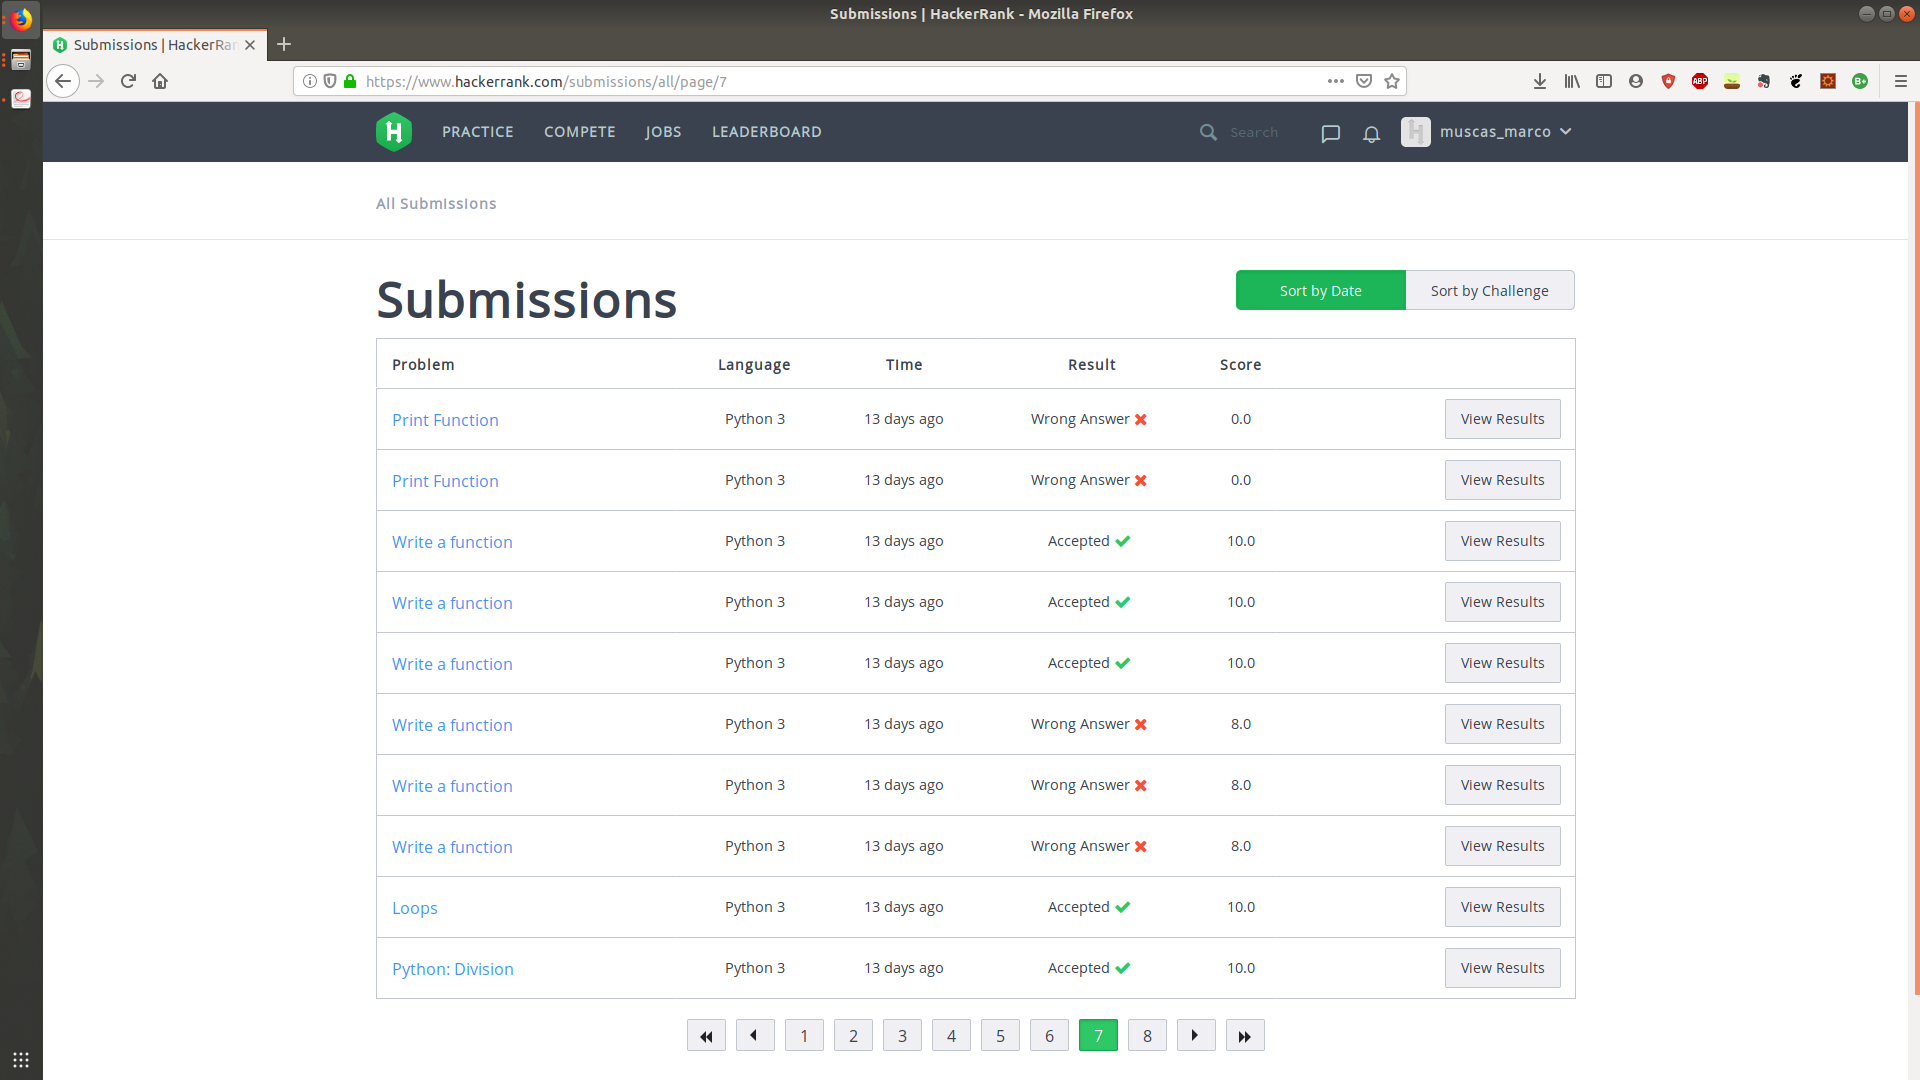 Submissions | HackerRank - Mozilla Firefox
Submissions | HackerRan
https://www.hackerrank.com/submissions/all/page/7
ABP
B+
H PRACTICE COMPETE JOBS LEADERBOARD Search muscas_marco
All Submissions
Submissions
Sort by Date Sort by Challenge
Problem Language Time Result Score
Print Function Python 3 13 days ago Wrong Answer 0.0 View Results
Print Function Python 3 13 days ago Wrong Answer 0.0 View Results
Write a function Python 3 13 days ago Accepted 10.0 View Results
Write a function Python 3 13 days ago Accepted 10.0 View Results
Write a function Python 3 13 days ago Accepted 10.0 View Results
Write a function Python 3 13 days ago Wrong Answer 8.0 View Results
Write a function Python 3 13 days ago Wrong Answer 8.0 View Results
Write a function Python 3 13 days ago Wrong Answer 8.0 View Results
Loops Python 3 13 days ago Accepted 10.0 View Results
Python: Division Python 3 13 days ago Accepted 10.0 View Results
1 2 3 4 5 6 7 8